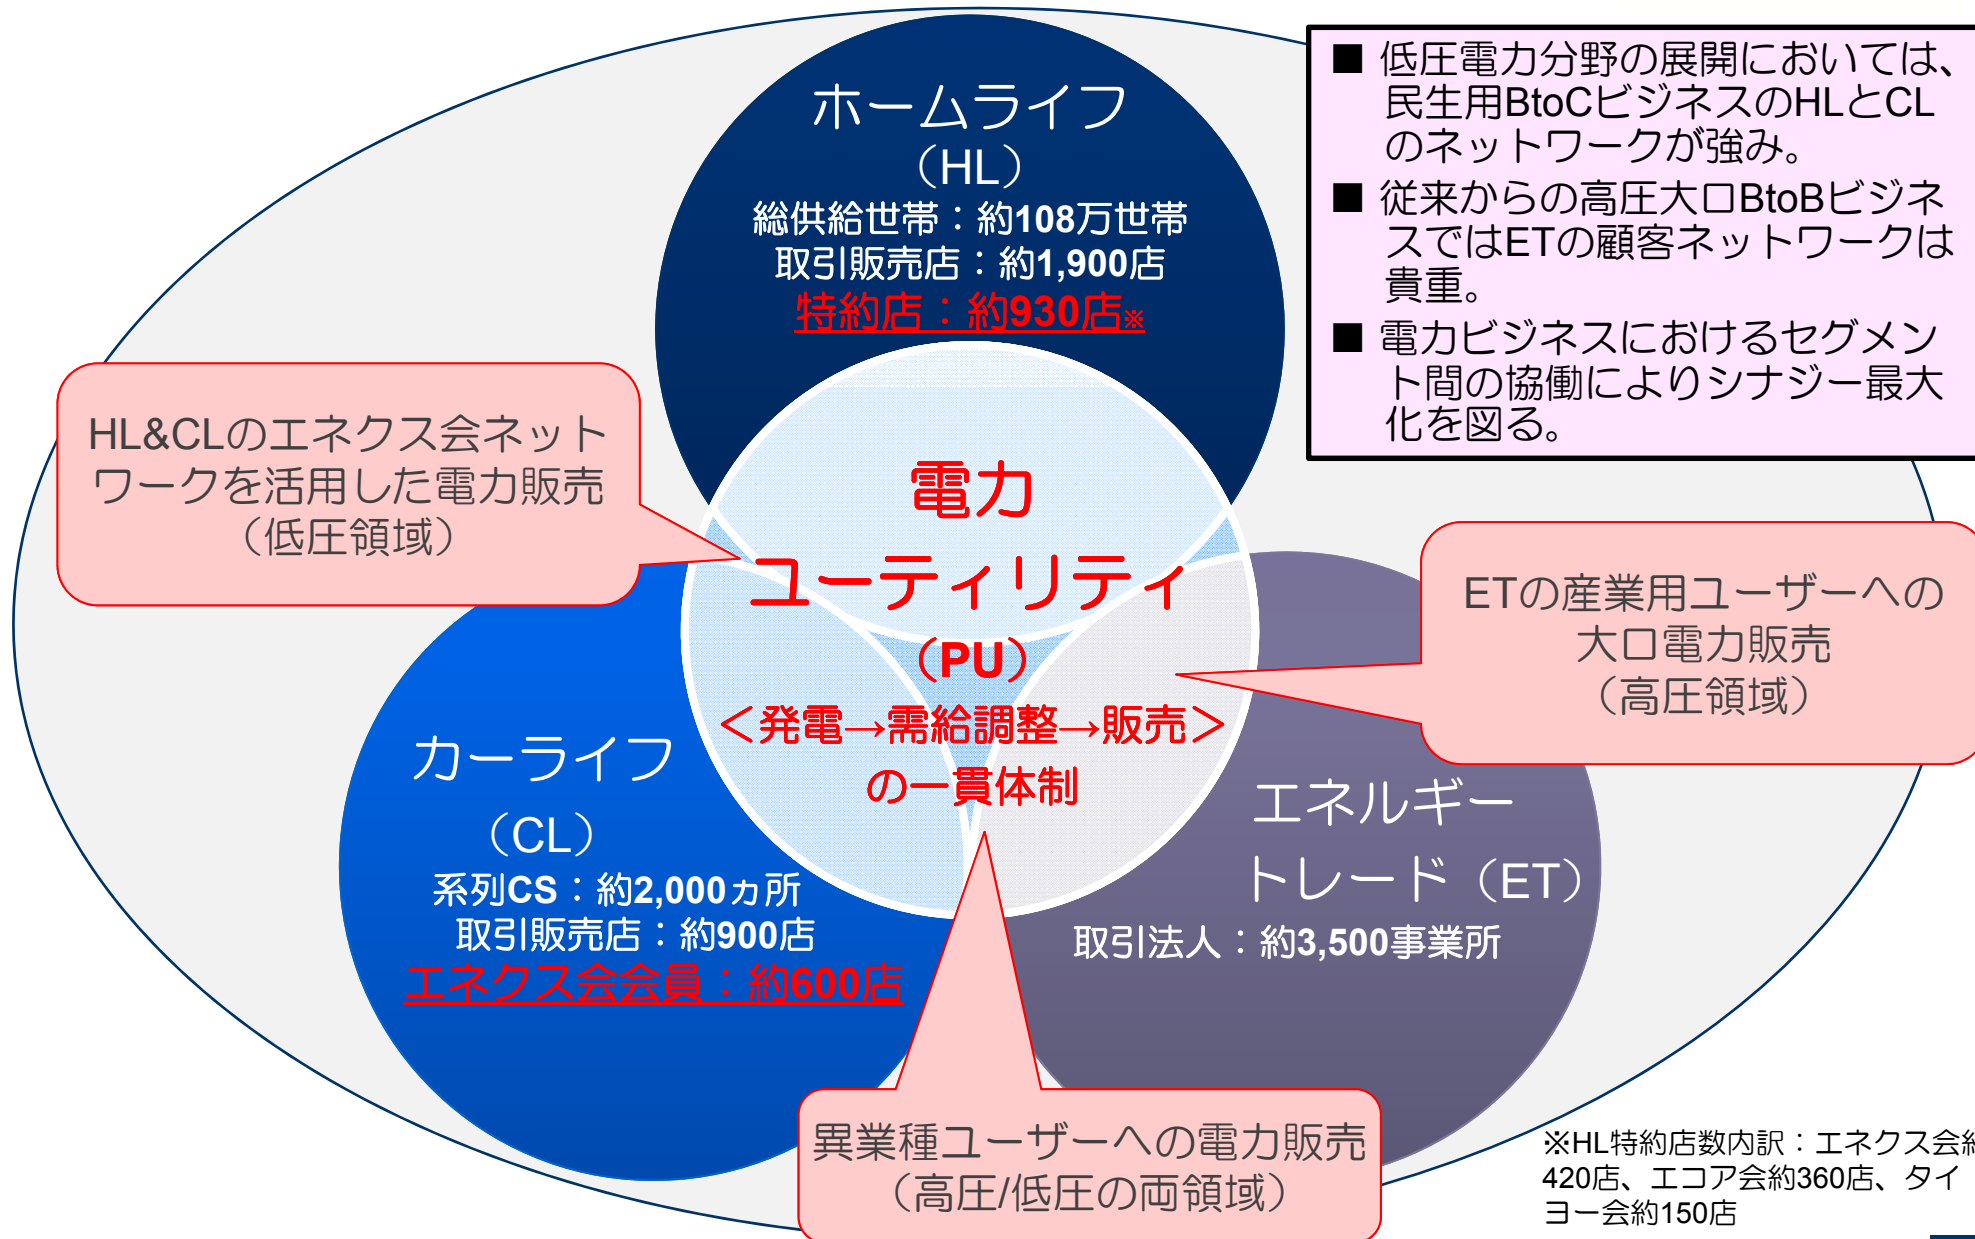 ホームライフ
（HL）
総供給世帯：約108万世帯
取引販売店：約1,900店
特約店：約930店※
■ 低圧電力分野の展開においては、
民生用BtoCビジネスのHLとCL
のネットワークが強み。
■ 従来からの高圧大口BtoBビジネ
スではETの顧客ネットワークは
貴重。
■ 電力ビジネスにおけるセグメン
ト間の協働によりシナジー最大
化を図る。
HL&CLのエネクス会ネット
ワークを活用した電力販売
（低圧領域）
電力
ユーティリティ
（PU）
＜発電→需給調整→販売＞
の一貫体制
ETの産業用ユーザーへの
大口電力販売
（高圧領域）
カーライフ
（CL）
系列CS：約2,000ヵ所
取引販売店：約900店
エネクス会会員：約600店
エネルギー
トレード（ET）
取引法人：約3,500事業所
異業種ユーザーへの電力販売
（高圧/低圧の両領域）
※HL特約店数内訳：エネクス会約
420店、エコア会約360店、タイ
ヨー会約150店